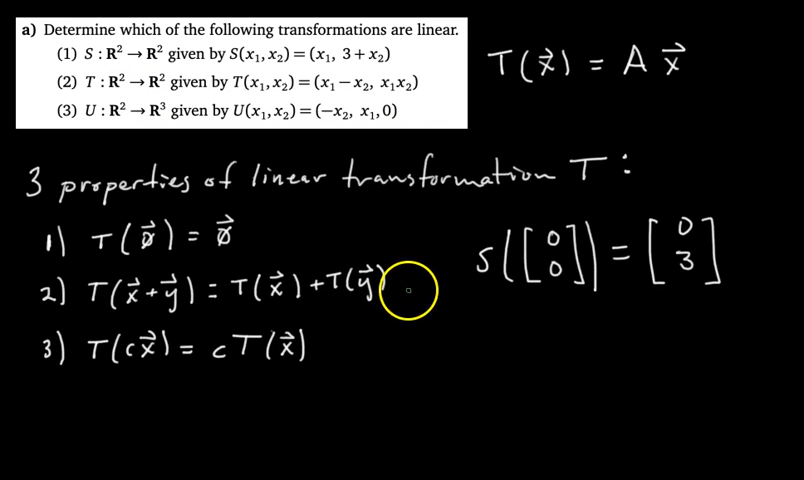 a) Determine which of the following transformations are linear.
(1) S : R² → R² given by S(x₁, x₂) = (x₁, 3 + x₂)
(2) T : R² → R² given by T(x₁, x₂) = (x₁ − x₂, x₁x₂)
(3) U : R² → R³ given by U(x₁, x₂) = (−x₂, x₁, 0)
T(x⃗) = A x⃗
3 properties of linear transformation T :
1) T(0⃗) = 0⃗
2) T(x⃗+y⃗) = T(x⃗)+T(y⃗)
3) T(cx⃗) = cT(x⃗)
S([0 0]) = [0 3]